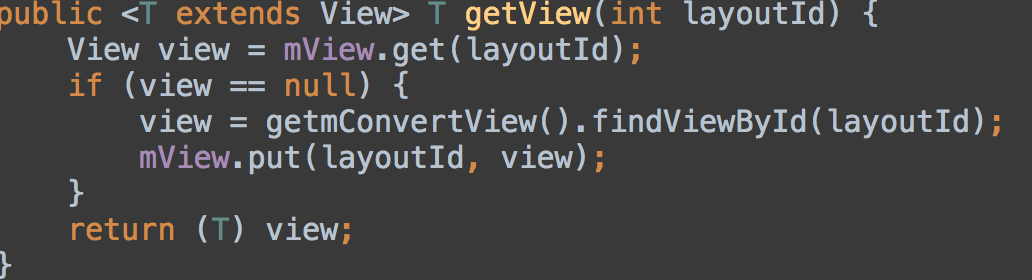 public <T extends View> T getView(int layoutId) {
    View view = mView.get(layoutId);
    if (view == null) {
        view = getmConvertView().findViewById(layoutId);
        mView.put(layoutId, view);
    }
    return (T) view;
}